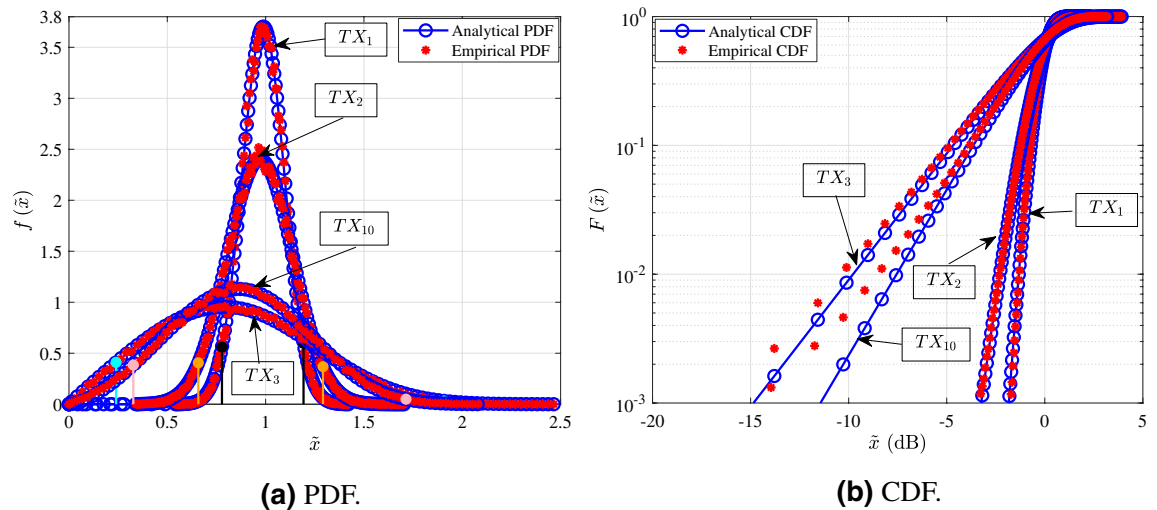 3.8
3.5
3
2.5
2
1.5
1
0.5
0
f (x̃)
0
0.5
1
1.5
2
2.5
x̃
TX₁
TX₂
TX₁₀
TX₃
Analytical PDF
Empirical PDF
(a) PDF.
10⁰
10⁻¹
10⁻²
10⁻³
F (x̃)
-20
-15
-10
-5
0
5
x̃ (dB)
Analytical CDF
Empirical CDF
TX₃
TX₁
TX₂
TX₁₀
(b) CDF.